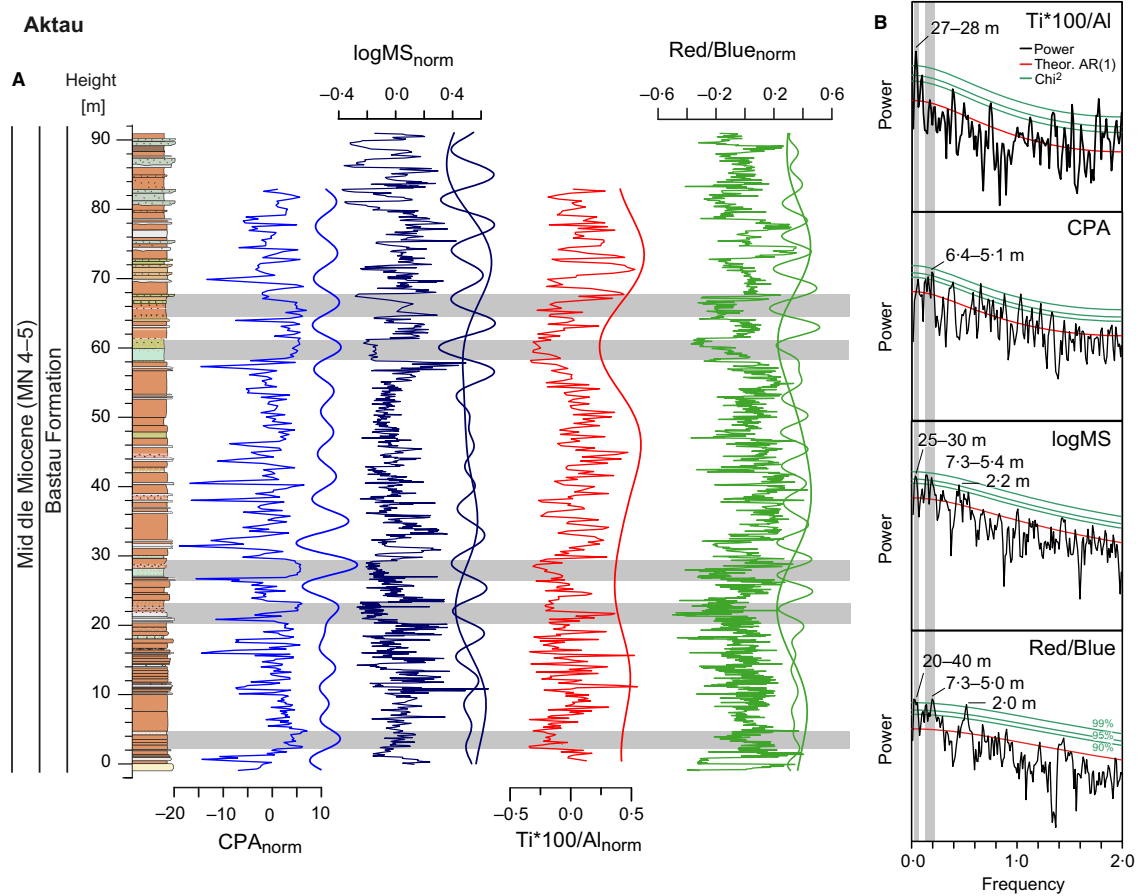 Aktau
A
Height
[m]
logMSnorm
Red/Bluenorm
–0·4 0·0 0·4
–0·6 –0·2 0·2 0·6
90
80
70
60
50
40
30
20
10
0
Mid dle Miocene (MN 4–5)
Bastau Formation
–20 –10 0 10
CPAnorm
–0·5 0·0 0·5
Ti*100/Alnorm
B
27–28 m
Ti*100/Al
Power
Theor. AR(1)
Chi2
Power
CPA
6·4–5·1 m
Power
logMS
25–30 m
7·3–5·4 m
2·2 m
Power
Red/Blue
20–40 m
7·3–5·0 m
2·0 m
99%
95%
90%
Power
0·0 1·0 2·0
Frequency